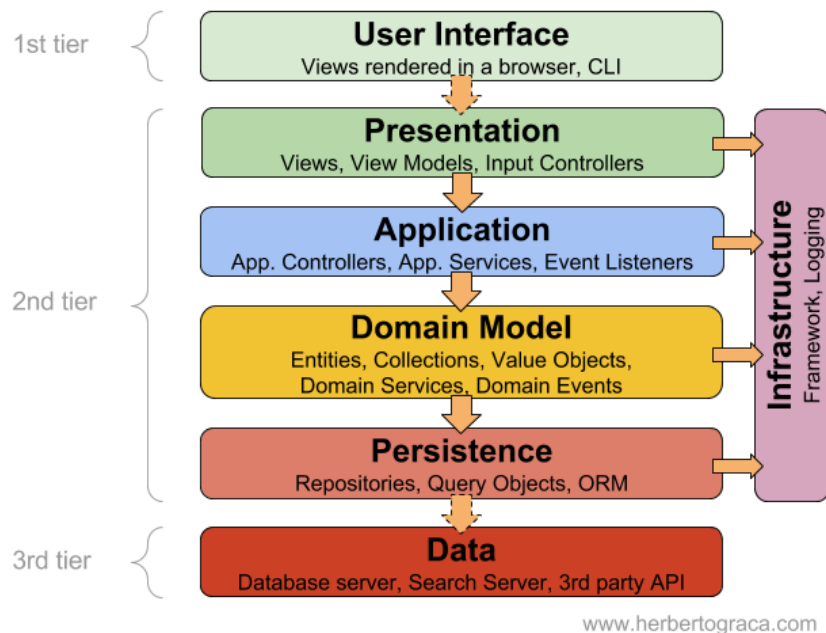 1st tier
User Interface
Views rendered in a browser, CLI
2nd tier
Presentation
Views, View Models, Input Controllers
Application
App. Controllers, App. Services, Event Listeners
Domain Model
Entities, Collections, Value Objects,
Domain Services, Domain Events
Persistence
Repositories, Query Objects, ORM
Infrastructure
Framework, Logging
3rd tier
Data
Database server, Search Server, 3rd party API
www.herbertograca.com